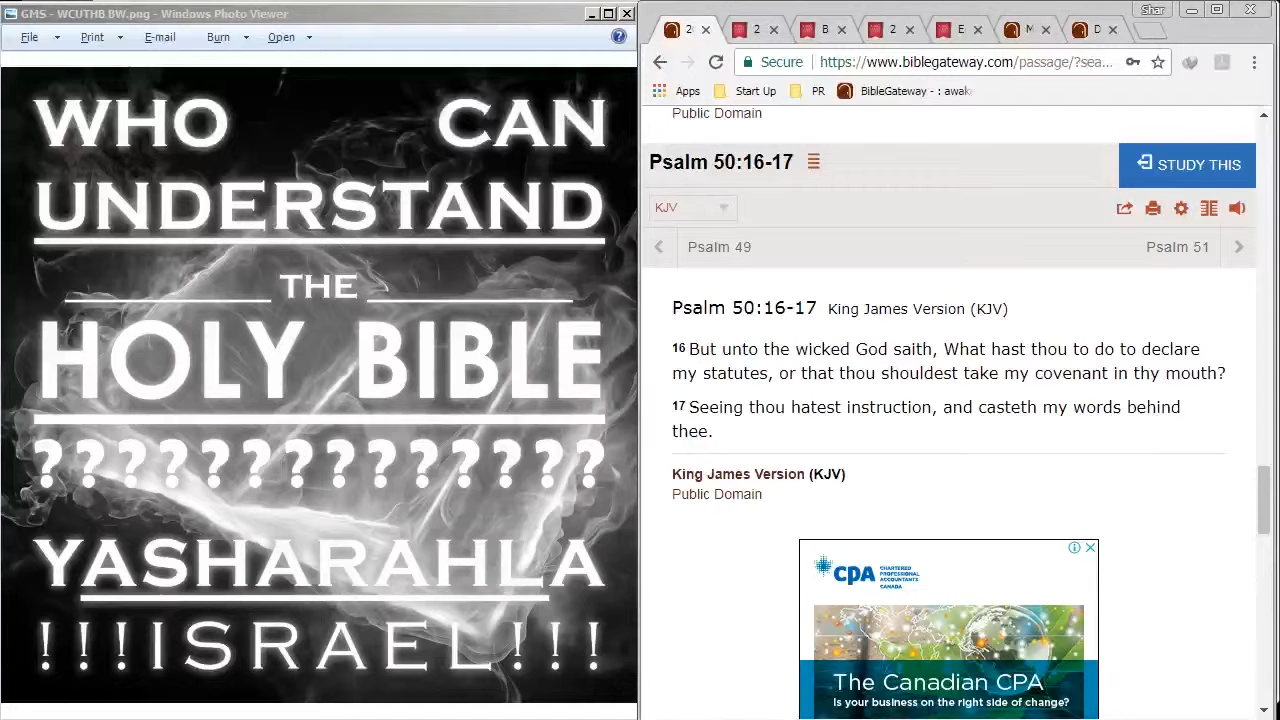 GMS - WCUTHB BW.png - Windows Photo Viewer
File Print E-mail Burn Open
WHO CAN
UNDERSTAND
THE
HOLY BIBLE
??????????????
YASHARAHLA
!!!ISRAEL!!!
Shar
2 2 B 2 E M D
Secure https://www.biblegateway.com/passage/?sea...
Apps Start Up PR BibleGateway - : awak
Public Domain
Psalm 50:16-17
STUDY THIS
KJV
Psalm 49 Psalm 51
Psalm 50:16-17 King James Version (KJV)
16 But unto the wicked God saith, What hast thou to do to declare
my statutes, or that thou shouldest take my covenant in thy mouth?
17 Seeing thou hatest instruction, and casteth my words behind
thee.
King James Version (KJV)
Public Domain
CPA CHARTERED
PROFESSIONAL
ACCOUNTANTS
CANADA
The Canadian CPA
Is your business on the right side of change?